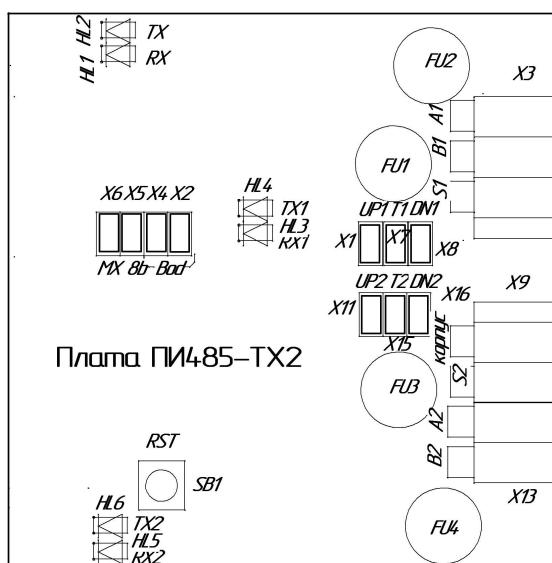 HL2 TX
HL1 RX
FU2
X3
A1
B1
S1
FU1
X6 X5 X4 X2
HL4
TX1
HL3
RX1
UP1 T1 DN1
X1 X7 X8
MX 8b Bod
UP2 T2 DN2
X11 X16 X9
X15
корпус
S2
A2
B2
Плата ПИ485-TX2
FU3
RST
SB1
X13
HL6
TX2
HL5
RX2
FU4